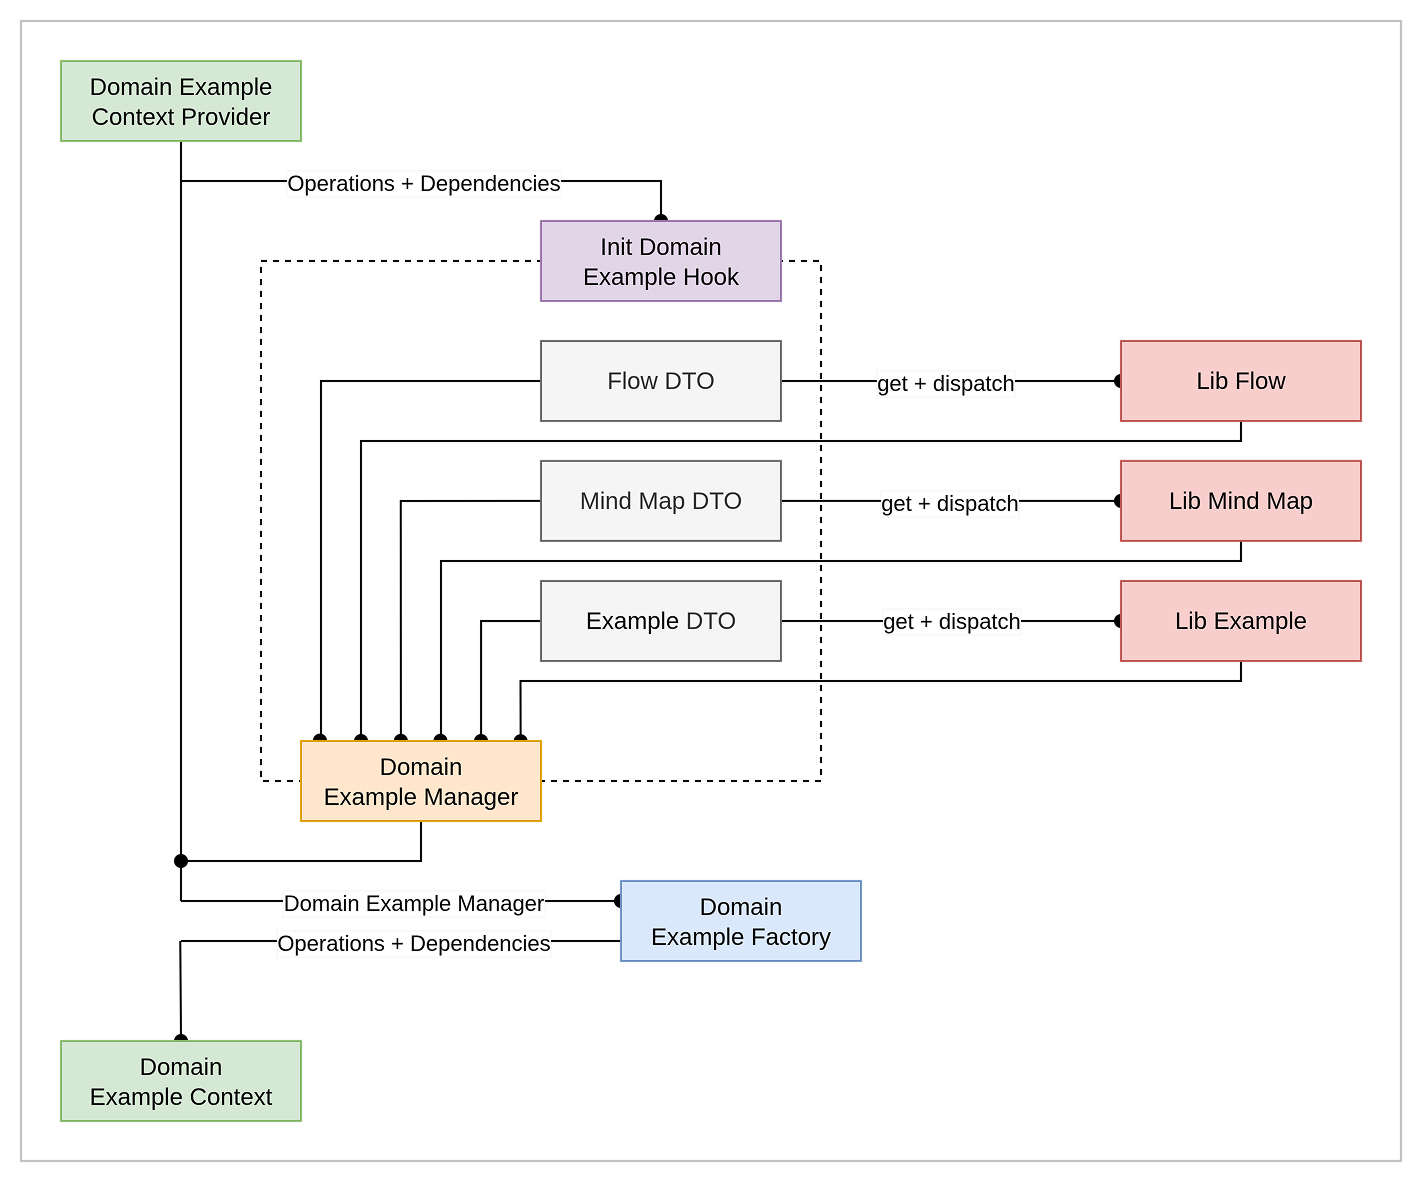 Domain Example
Context Provider
Operations + Dependencies
Init Domain
Example Hook
Flow DTO
get + dispatch
Lib Flow
Mind Map DTO
get + dispatch
Lib Mind Map
Example DTO
get + dispatch
Lib Example
Domain
Example Manager
Domain Example Manager
Domain
Example Factory
Operations + Dependencies
Domain
Example Context